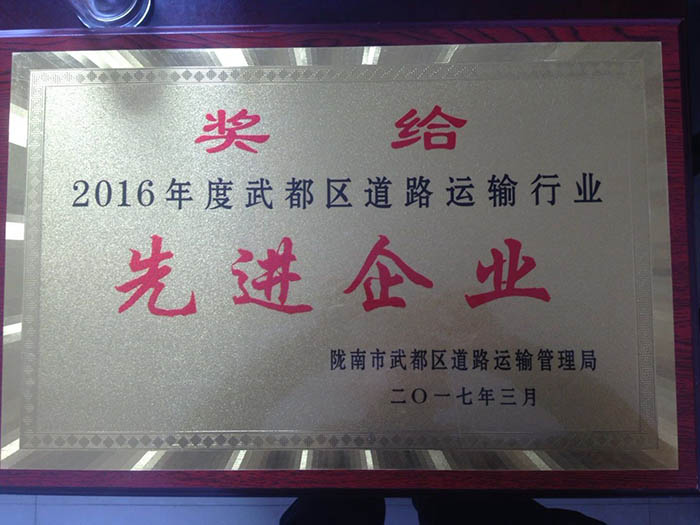 奖给
2016年度武都区道路运输行业
先进企业
陇南市武都区道路运输管理局
二〇一七年三月